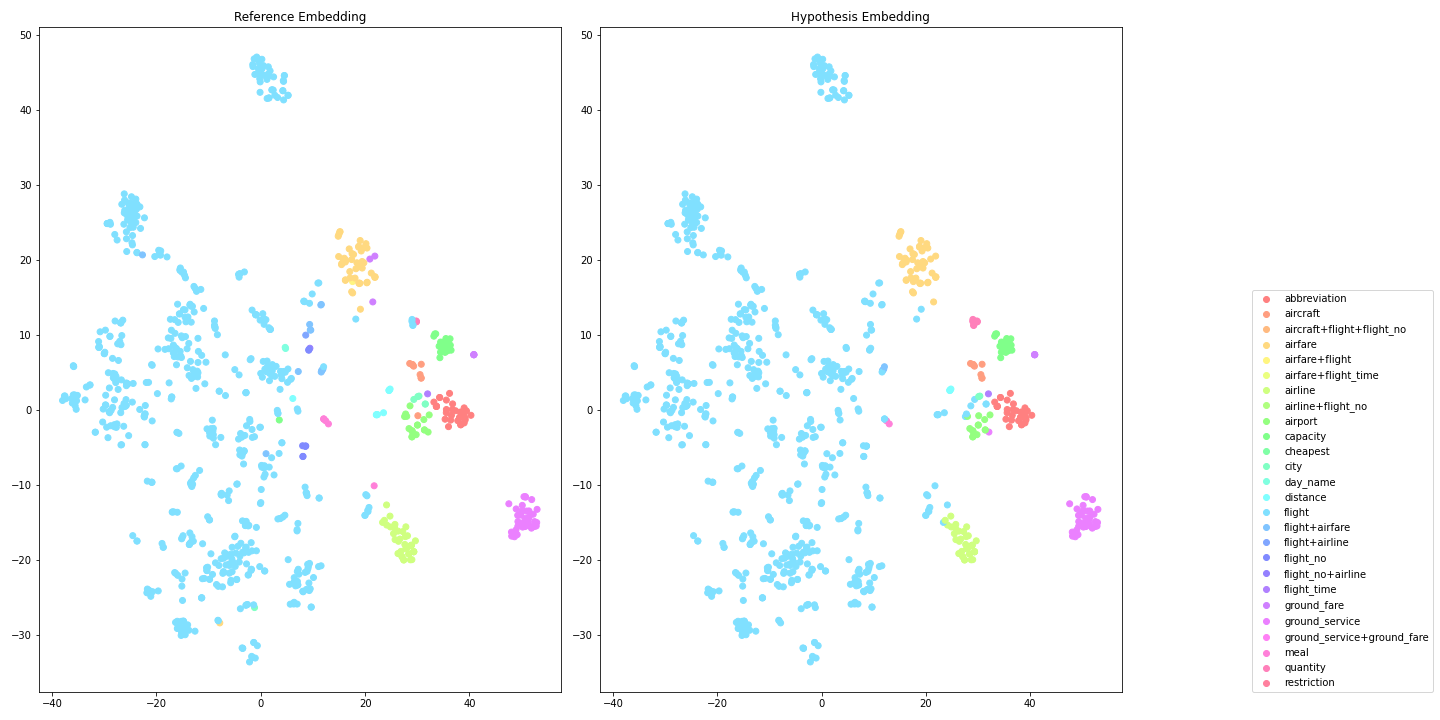 Reference Embedding
Hypothesis Embedding
50
40
30
20
10
0
−10
−20
−30
−40
−20
0
20
40
50
40
30
20
10
0
−10
−20
−30
−40
−20
0
20
40
abbreviation
aircraft
aircraft+flight+flight_no
airfare
airfare+flight
airfare+flight_time
airline
airline+flight_no
airport
capacity
cheapest
city
day_name
distance
flight
flight+airfare
flight+airline
flight_no
flight_no+airline
flight_time
ground_fare
ground_service
ground_service+ground_fare
meal
quantity
restriction